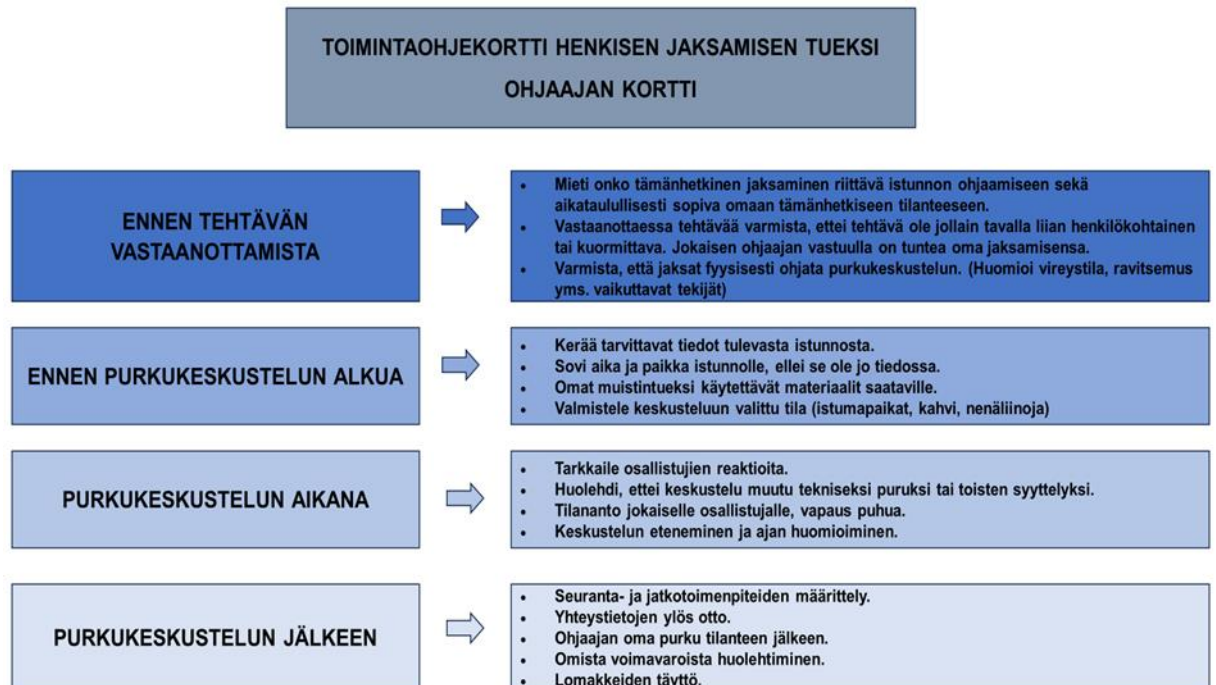 TOIMINTAOHJEKORTTI HENKISEN JAKSAMISEN TUEKSI
OHJAAJAN KORTTI
ENNEN TEHTÄVÄN
VASTAANOTTAMISTA
• Mieti onko tämänhetkinen jaksaminen riittävä istunnon ohjaamiseen sekä
aikataulullisesti sopiva omaan tämänhetkiseen tilanteeseen.
• Vastaanottaessa tehtävää varmista, ettei tehtävä ole jollain tavalla liian henkilökohtainen
tai kuormittava. Jokaisen ohjaajan vastuulla on tuntea oma jaksamisensa.
• Varmista, että jaksat fyysisesti ohjata purkukeskustelun. (Huomioi vireystila, ravitsemus
yms. vaikuttavat tekijät)
ENNEN PURKUKESKUSTELUN ALKUA
• Kerää tarvittavat tiedot tulevasta istunnosta.
• Sovi aika ja paikka istunnolle, ellei se ole jo tiedossa.
• Omat muistintueksi käytettävät materiaalit saataville.
• Valmistele keskusteluun valittu tila (istumapaikat, kahvi, nenäliinoja)
PURKUKESKUSTELUN AIKANA
• Tarkkaile osallistujien reaktioita.
• Huolehdi, ettei keskustelu muutu tekniseksi puruksi tai toisten syyttelyksi.
• Tilananto jokaiselle osallistujalle, vapaus puhua.
• Keskustelun eteneminen ja ajan huomioiminen.
PURKUKESKUSTELUN JÄLKEEN
• Seuranta- ja jatkotoimenpiteiden määrittely.
• Yhteystietojen ylös otto.
• Ohjaajan oma purku tilanteen jälkeen.
• Omista voimavaroista huolehtiminen.
• Lomakkeiden täyttö.